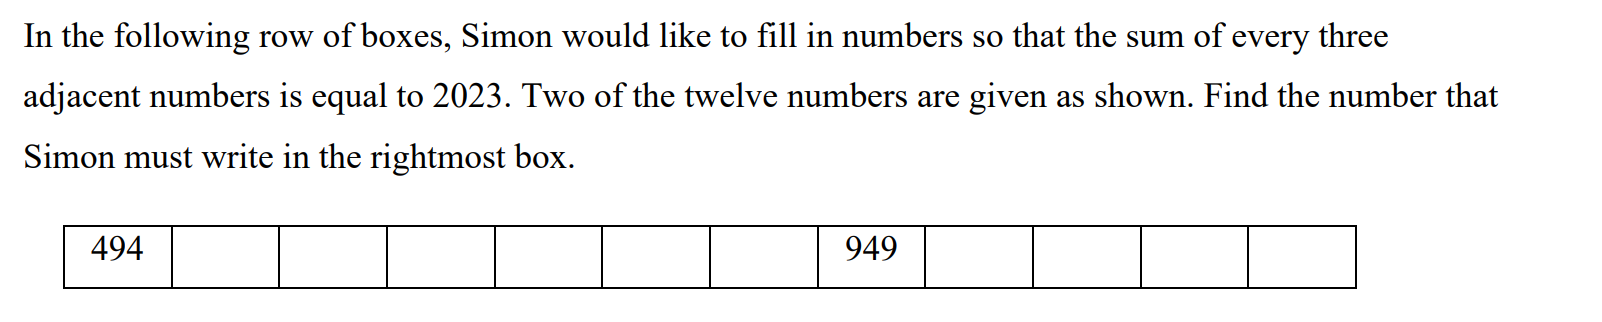 In the following row of boxes, Simon would like to fill in numbers so that the sum of every three
adjacent numbers is equal to 2023. Two of the twelve numbers are given as shown. Find the number that
Simon must write in the rightmost box.
494 949